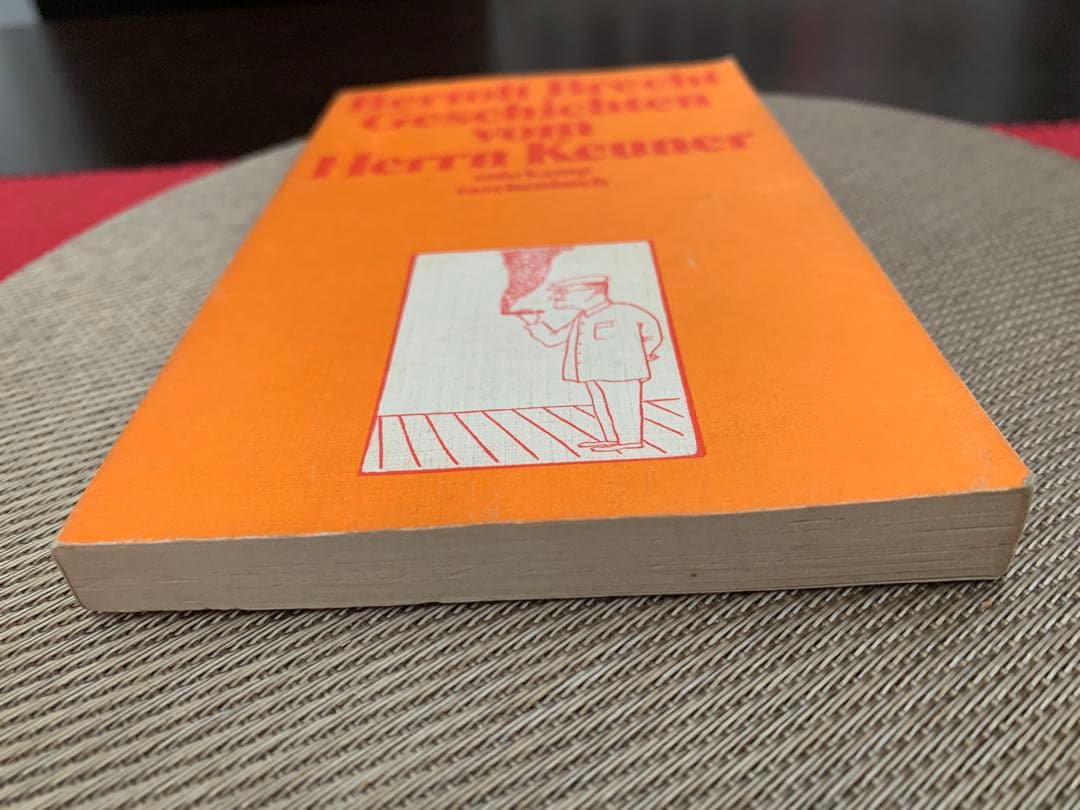 Bertolt Brecht
Geschichten
vom
Herrn Keuner
suhrkamp
taschenbuch